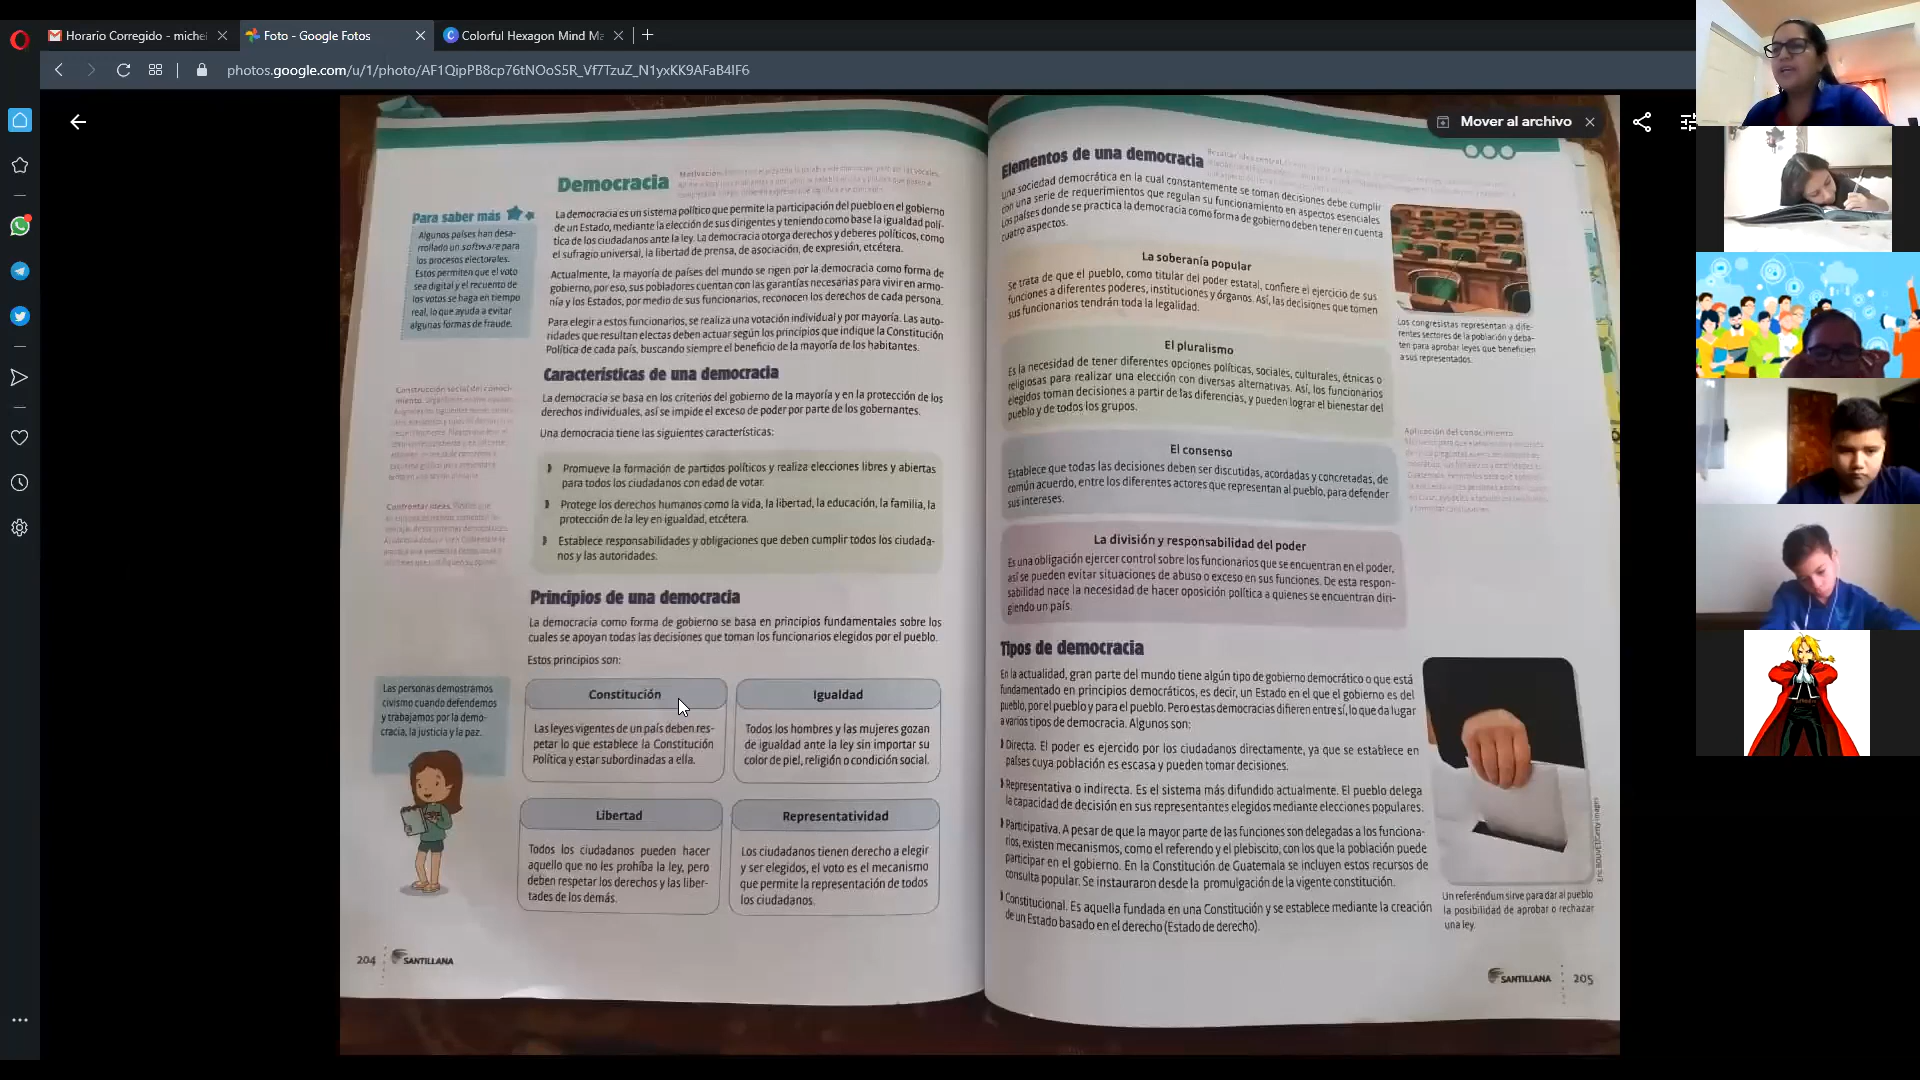 Horario Corregido - miche
Foto - Google Fotos
Colorful Hexagon Mind Ma
photos.google.com/u/1/photo/AF1QipPB8cp76tNOoS5R_Vf7TzuZ_N1yxKK9AFaB4lF6
Mover al archivo
Democracia
Para saber más
Algunos países han desa-
rrollado un software para
los procesos electorales.
Estos permiten que el voto
sea digital y el recuento de
los votos se haga en tiempo
real, lo que ayuda a evitar
algunas formas de fraude.
La democracia es un sistema político que permite la participación del pueblo en el gobierno
de un Estado, mediante la elección de sus dirigentes y teniendo como base la igualdad polí-
tica de los ciudadanos ante la ley. La democracia otorga derechos y deberes políticos, como
el sufragio universal, la libertad de prensa, de asociación, de expresión, etcétera.
Actualmente, la mayoría de países del mundo se rigen por la democracia como forma de
gobierno, por eso, sus pobladores cuentan con las garantías necesarias para vivir en armo-
nía y los Estados, por medio de sus funcionarios, reconocen los derechos de cada persona.
Para elegir a estos funcionarios, se realiza una votación individual y por mayoría. Las auto-
ridades que resultan electas deben actuar según los principios que indique la Constitución
Política de cada país, buscando siempre el beneficio de la mayoría de los habitantes.
Características de una democracia
La democracia se basa en los criterios del gobierno de la mayoría y en la protección de los
derechos individuales, así se impide el exceso de poder por parte de los gobernantes.
Una democracia tiene las siguientes características:
Promueve la formación de partidos políticos y realiza elecciones libres y abiertas
para todos los ciudadanos con edad de votar.
Protege los derechos humanos como la vida, la libertad, la educación, la familia, la
protección de la ley en igualdad, etcétera.
Establece responsabilidades y obligaciones que deben cumplir todos los ciudada-
nos y las autoridades.
Principios de una democracia
La democracia como forma de gobierno se basa en principios fundamentales sobre los
cuales se apoyan todas las decisiones que toman los funcionarios elegidos por el pueblo.
Estos principios son:
Las personas demostramos
civismo cuando defendemos
y trabajamos por la demo-
cracia, la justicia y la paz.
Constitución
Las leyes vigentes de un país deben res-
petar lo que establece la Constitución
Política y estar subordinadas a ella.
Igualdad
Todos los hombres y las mujeres gozan
de igualdad ante la ley sin importar su
color de piel, religión o condición social.
Libertad
Todos los ciudadanos pueden hacer
aquello que no les prohíba la ley, pero
deben respetar los derechos y las liber-
tades de los demás.
Representatividad
Los ciudadanos tienen derecho a elegir
y ser elegidos, el voto es el mecanismo
que permite la representación de todos
los ciudadanos.
204 SANTILLANA
Elementos de una democracia
Una sociedad democrática en la cual constantemente se toman decisiones debe cumplir
con una serie de requerimientos que regulan su funcionamiento en aspectos esenciales.
Los países donde se practica la democracia como forma de gobierno deben tener en cuenta
cuatro aspectos.
La soberanía popular
Se trata de que el pueblo, como titular del poder estatal, confiere el ejercicio de sus
funciones a diferentes poderes, instituciones y órganos. Así, las decisiones que tomen
sus funcionarios tendrán toda la legalidad.
El pluralismo
Es la necesidad de tener diferentes opciones políticas, sociales, culturales, étnicas o
religiosas para realizar una elección con diversas alternativas. Así, los funcionarios
elegidos toman decisiones a partir de las diferencias, y pueden lograr el bienestar del
pueblo y de todos los grupos.
El consenso
Establece que todas las decisiones deben ser discutidas, acordadas y concretadas, de
común acuerdo, entre los diferentes actores que representan al pueblo, para defender
sus intereses.
La división y responsabilidad del poder
Es una obligación ejercer control sobre los funcionarios que se encuentran en el poder,
así se pueden evitar situaciones de abuso o exceso en sus funciones. De esta respon-
sabilidad nace la necesidad de hacer oposición política a quienes se encuentran diri-
giendo un país.
Los congresistas representan a dife-
rentes sectores de la población y deba-
ten para aprobar leyes que beneficien
a sus representados.
Tipos de democracia
En la actualidad, gran parte del mundo tiene algún tipo de gobierno democrático o que está
fundamentado en principios democráticos, es decir, un Estado en el que el gobierno es del
pueblo, por el pueblo y para el pueblo. Pero estas democracias difieren entre sí, lo que da lugar
a varios tipos de democracia. Algunos son:
Directa. El poder es ejercido por los ciudadanos directamente, ya que se establece en
países cuya población es escasa y pueden tomar decisiones.
Representativa o indirecta. Es el sistema más difundido actualmente. El pueblo delega
la capacidad de decisión en sus representantes elegidos mediante elecciones populares.
Participativa. A pesar de que la mayor parte de las funciones son delegadas a los funciona-
rios, existen mecanismos, como el referendo y el plebiscito, con los que la población puede
participar en el gobierno. En la Constitución de Guatemala se incluyen estos recursos de
consulta popular. Se instauraron desde la promulgación de la vigente constitución.
Constitucional. Es aquella fundada en una Constitución y se establece mediante la creación
de un Estado basado en el derecho (Estado de derecho).
Un referéndum sirve para dar al pueblo
la posibilidad de aprobar o rechazar
una ley.
SANTILLANA 205